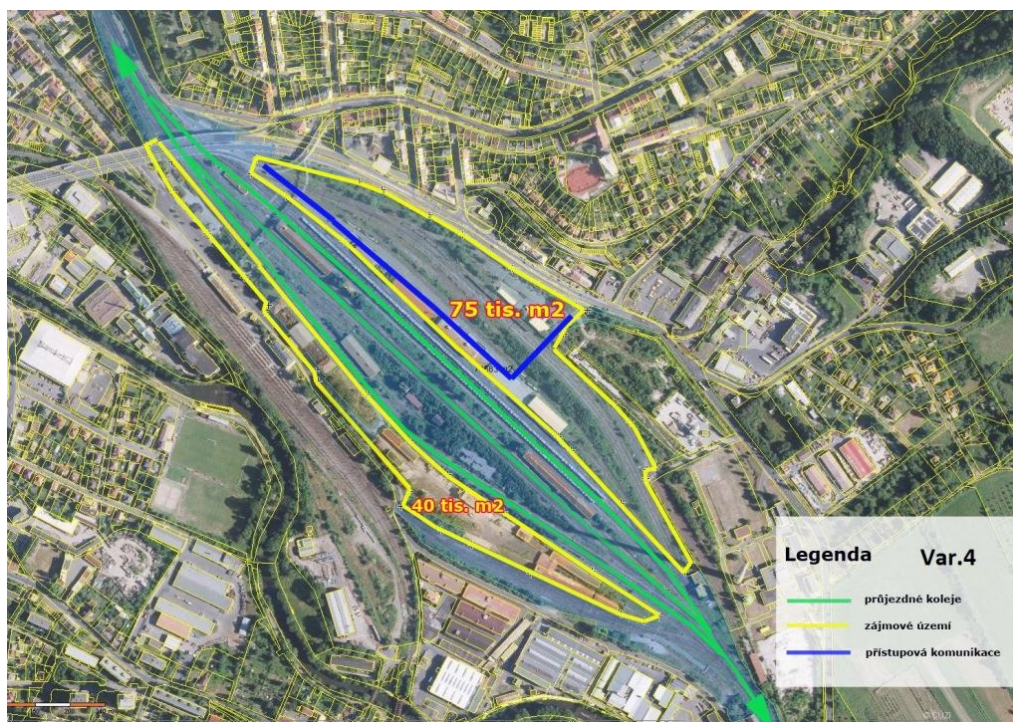 75 tis. m2
40 tis. m2
Legenda Var.4
průjezdné koleje
zájmové území
přístupová komunikace